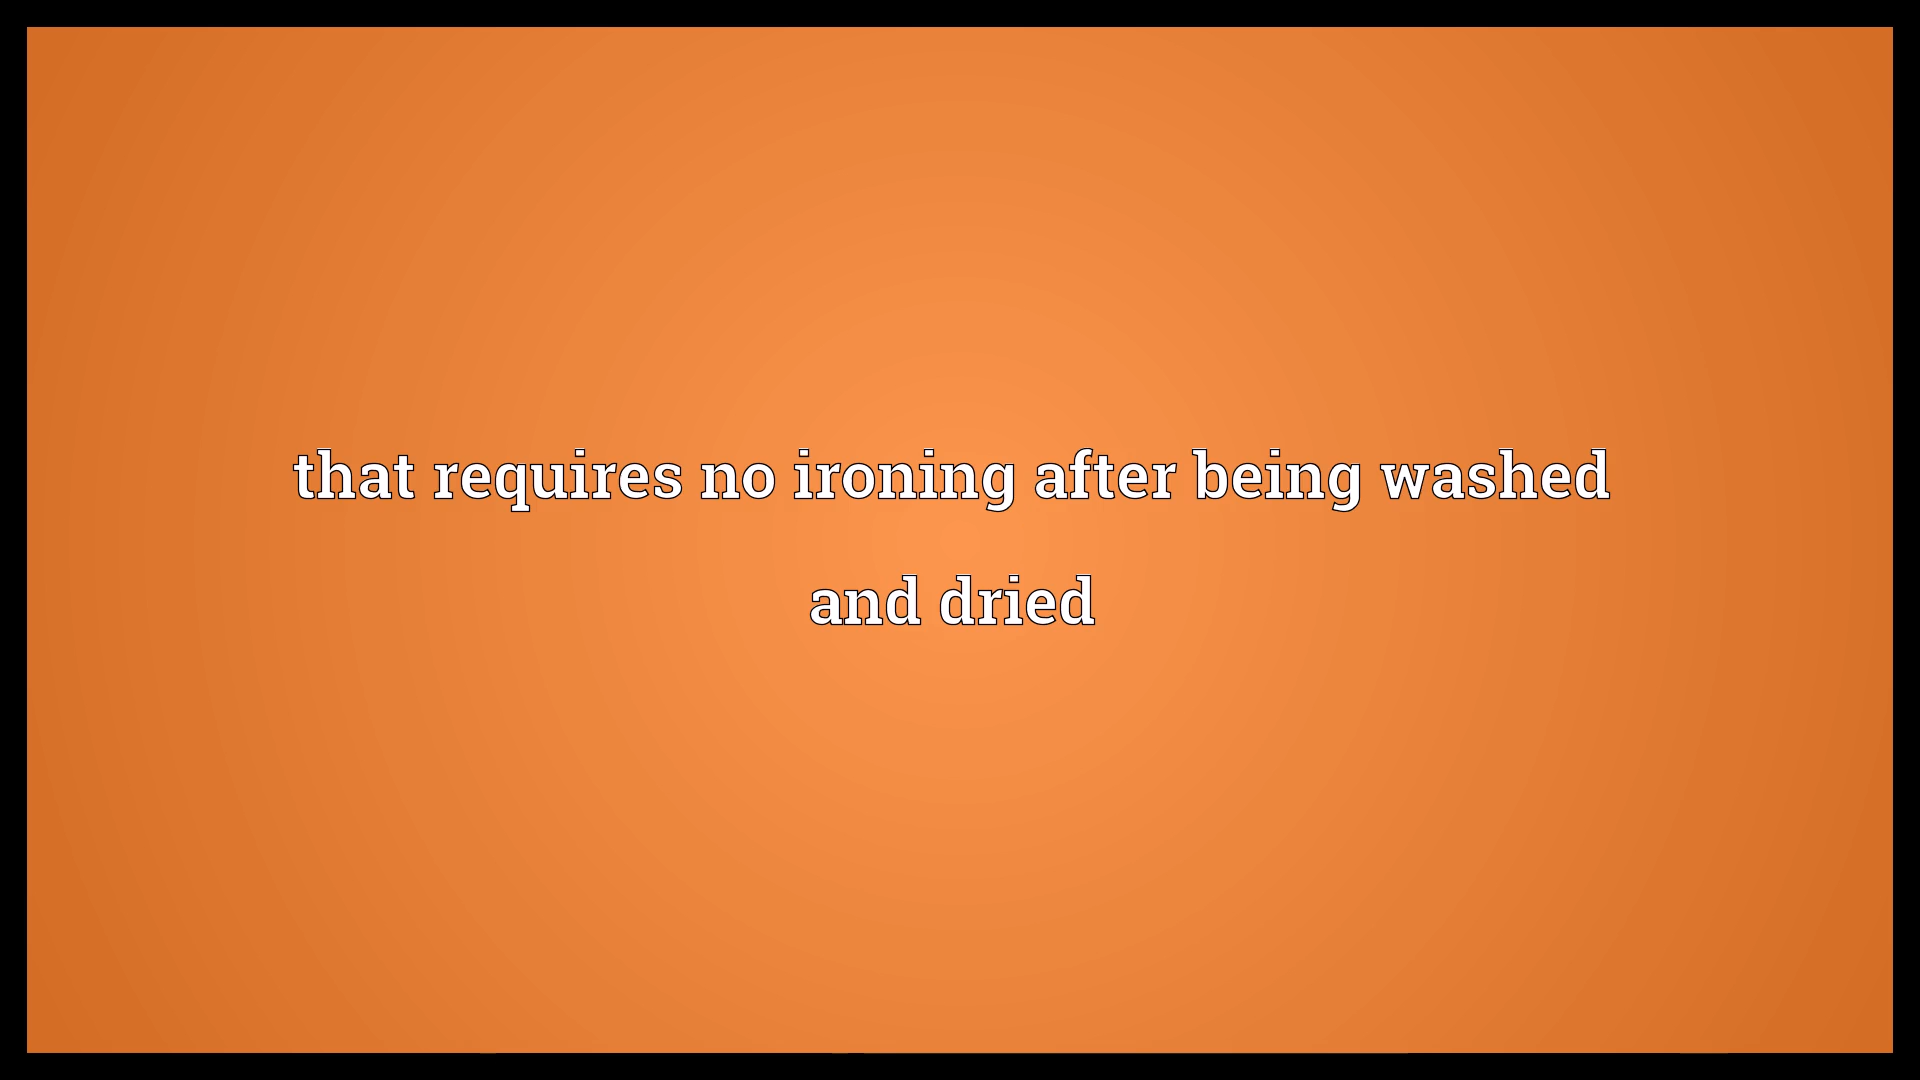 that requires no ironing after being washed
and dried